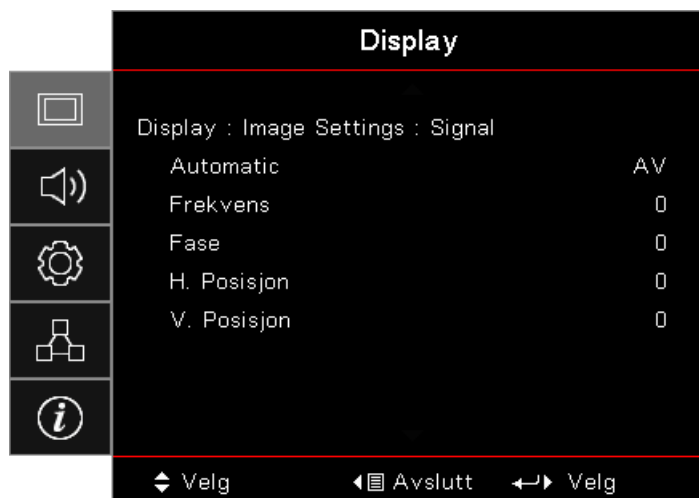 Display
Display : Image Settings : Signal
Automatic AV
Frekvens 0
Fase 0
H. Posisjon 0
V. Posisjon 0
Velg Avslutt Velg